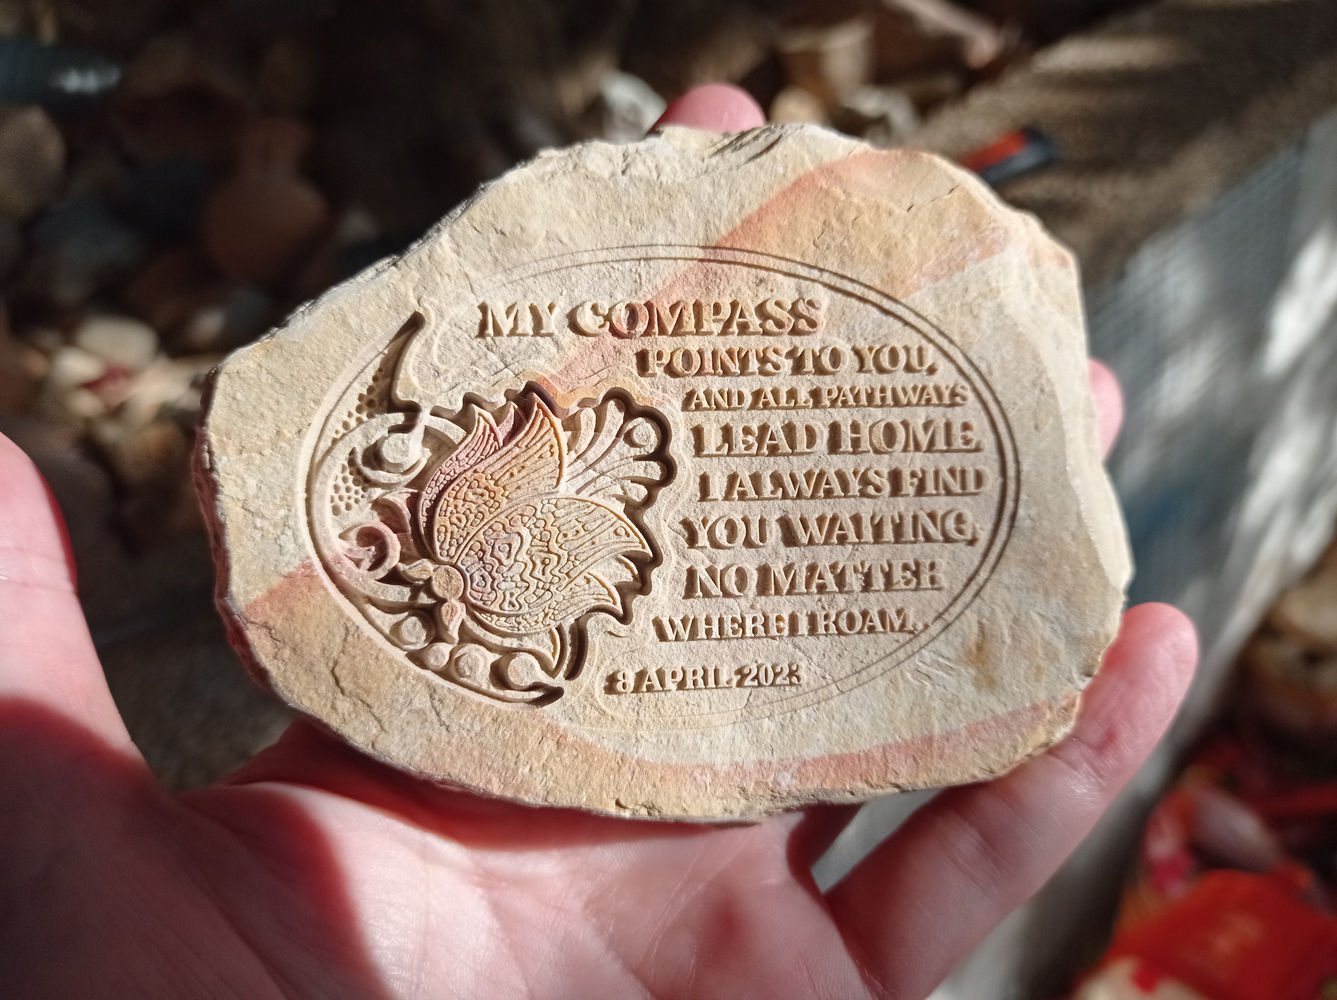 MY COMPASS
POINTS TO YOU,
AND ALL PATHWAYS
LEAD HOME.
I ALWAYS FIND
YOU WAITING,
NO MATTER
WHERE I ROAM..
8 APRIL 2023